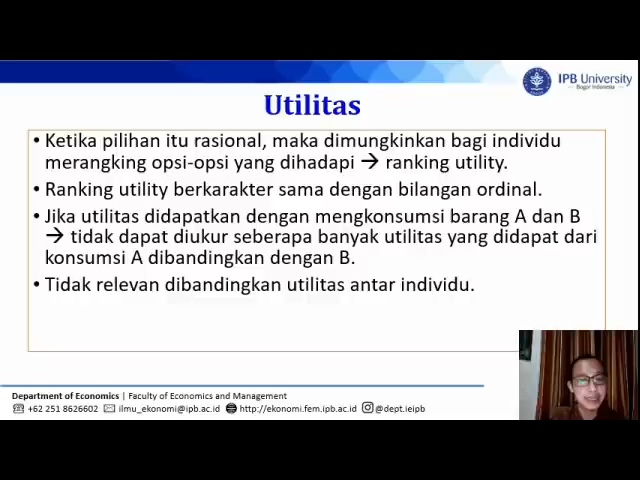 IPB University
Bogor Indonesia
Utilitas
• Ketika pilihan itu rasional, maka dimungkinkan bagi individu
merangking opsi-opsi yang dihadapi → ranking utility.
• Ranking utility berkarakter sama dengan bilangan ordinal.
• Jika utilitas didapatkan dengan mengkonsumsi barang A dan B
→ tidak dapat diukur seberapa banyak utilitas yang didapat dari
konsumsi A dibandingkan dengan B.
• Tidak relevan dibandingkan utilitas antar individu.
Department of Economics | Faculty of Economics and Management
+62 251 8626602 ilmu_ekonomi@ipb.ac.id http://ekonomi.fem.ipb.ac.id @dept.ieipb